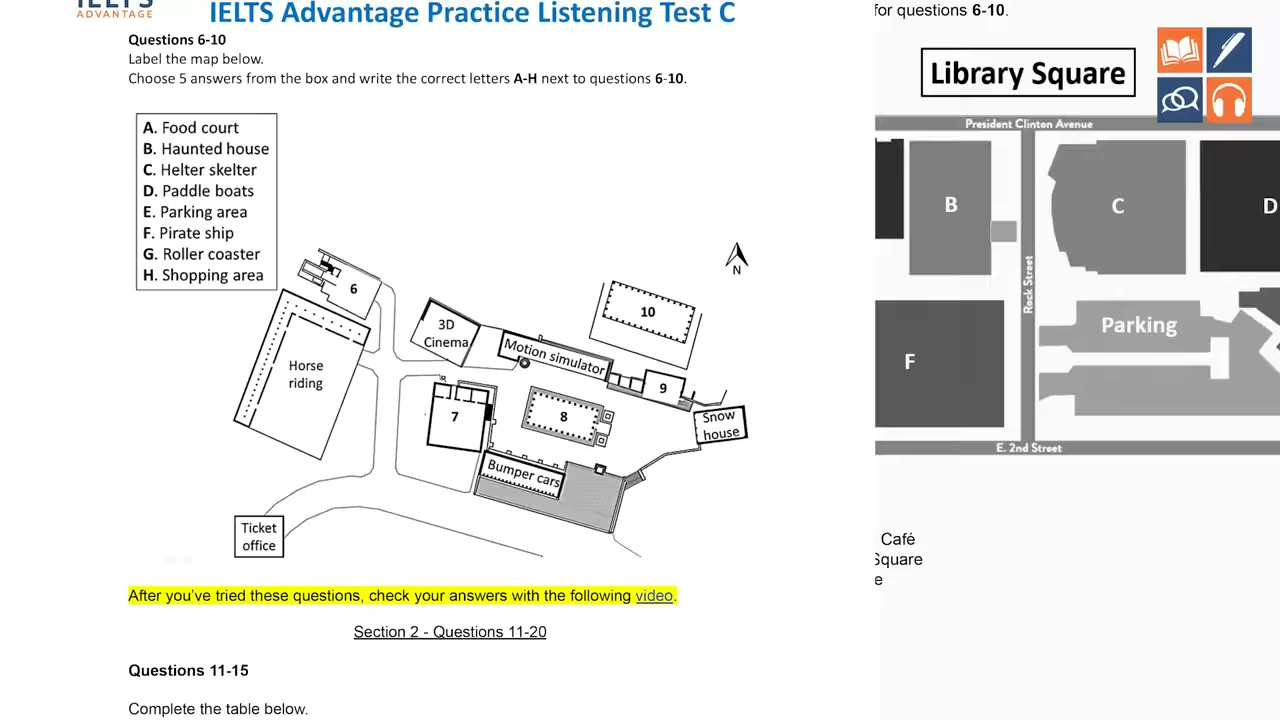 IELTS
ADVANTAGE
IELTS Advantage Practice Listening Test C
Questions 6-10
Label the map below.
Choose 5 answers from the box and write the correct letters A-H next to questions 6-10.
A. Food court
B. Haunted house
C. Helter skelter
D. Paddle boats
E. Parking area
F. Pirate ship
G. Roller coaster
H. Shopping area
N
6
10
3D
Cinema
Motion simulator
Horse
riding
9
7
8
Snow
house
Bumper cars
Ticket
office
After you've tried these questions, check your answers with the following video.
Section 2 - Questions 11-20
Questions 11-15
Complete the table below.
for questions 6-10.
Library Square
President Clinton Avenue
B
C
D
Rock Street
Parking
F
E. 2nd Street
Café
Square
e